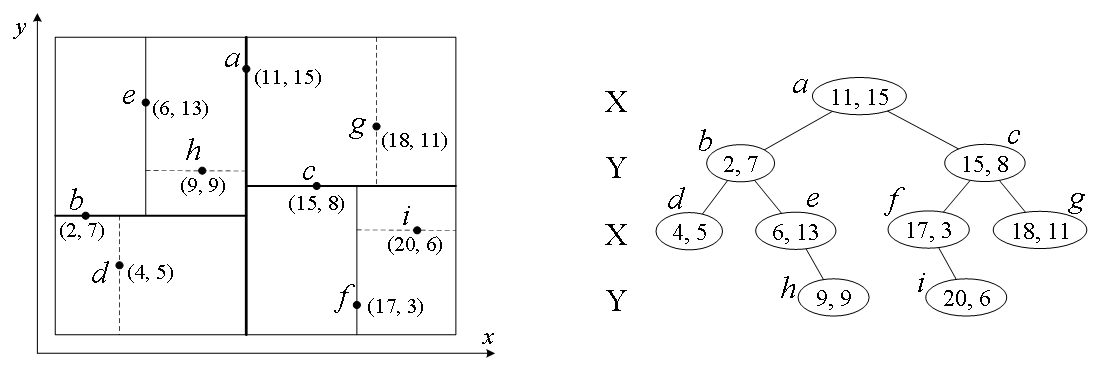 y
a
(11, 15)
e
(6, 13)
g
(18, 11)
h
(9, 9)
c
(15, 8)
b
(2, 7)
i
(20, 6)
d
(4, 5)
f
(17, 3)
x
X
a
11, 15
Y
b
2, 7
c
15, 8
X
d
4, 5
e
6, 13
f
17, 3
g
18, 11
Y
h
9, 9
i
20, 6